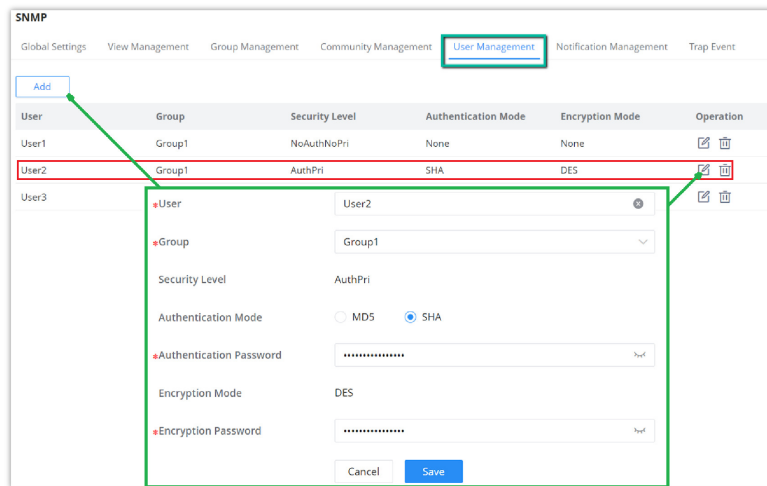 SNMP
Global Settings View Management Group Management Community Management User Management Notification Management Trap Event
Add
User Group Security Level Authentication Mode Encryption Mode Operation
User1 Group1 NoAuthNoPri None None
User2 Group1 AuthPri SHA DES
User3
*User User2
*Group Group1
Security Level AuthPri
Authentication Mode MD5 SHA
*Authentication Password ••••••••••••••••
Encryption Mode DES
*Encryption Password ••••••••••••••••
Cancel Save